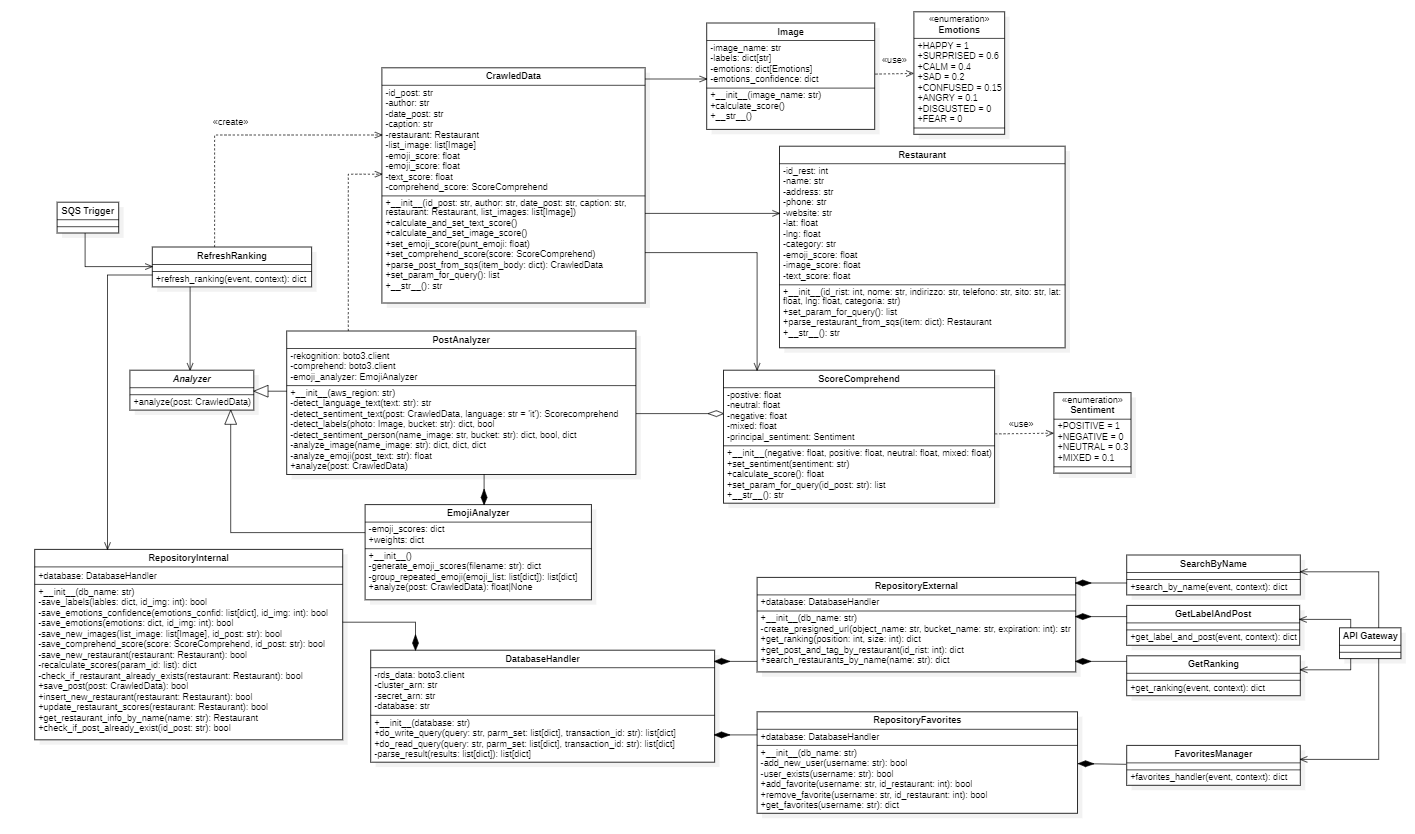 Image
-image_name: str
-labels: dict[str]
-emotions: dict[Emotions]
-emotions_confidence: dict
+__init__(image_name: str)
+calculate_score()
+__str__()
«use»
«enumeration»
Emotions
+HAPPY = 1
+SURPRISED = 0.6
+CALM = 0.4
+SAD = 0.2
+CONFUSED = 0.15
+ANGRY = 0.1
+DISGUSTED = 0
+FEAR = 0
CrawledData
-id_post: str
-author: str
-date_post: str
-caption: str
-restaurant: Restaurant
-list_image: list[Image]
-emoji_score: float
-emoji_score: float
-text_score: float
-comprehend_score: ScoreComprehend
+__init__(id_post: str, author: str, date_post: str, caption: str,
restaurant: Restaurant, list_images: list[Image])
+calculate_and_set_text_score()
+calculate_and_set_image_score()
+set_emoji_score(punt_emoji: float)
+set_comprehend_score(score: ScoreComprehend)
+parse_post_from_sqs(item_body: dict): CrawledData
+set_param_for_query(): list
+__str__(): str
«create»
Restaurant
-id_rest: int
-name: str
-address: str
-phone: str
-website: str
-lat: float
-lng: float
-category: str
-emoji_score: float
-image_score: float
-text_score: float
+__init__(id_rist: int, nome: str, indirizzo: str, telefono: str, sito: str, lat:
float, lng: float, categoria: str)
+set_param_for_query(): list
+parse_restaurant_from_sqs(item: dict): Restaurant
+__str__(): str
SQS Trigger
RefreshRanking
+refresh_ranking(event, context): dict
Analyzer
+analyze(post: CrawledData)
PostAnalyzer
-rekognition: boto3.client
-comprehend: boto3.client
-emoji_analyzer: EmojiAnalyzer
+__init__(aws_region: str)
-detect_language_text(text: str): str
-detect_sentiment_text(post: CrawledData, language: str = 'it'): Scorecomprehend
-detect_labels(photo: Image, bucket: str): dict, bool
-detect_sentiment_person(name_image: str, bucket: str): dict, bool, dict
-analyze_image(name_image: str): dict, dict, dict
-analyze_emoji(post_text: str): float
+analyze(post: CrawledData)
ScoreComprehend
-postive: float
-neutral: float
-negative: float
-mixed: float
-principal_sentiment: Sentiment
+__init__(negative: float, positive: float, neutral: float, mixed: float)
+set_sentiment(sentiment: str)
+calculate_score(): float
+set_param_for_query(id_post: str): list
+__str__(): str
«use»
«enumeration»
Sentiment
+POSITIVE = 1
+NEGATIVE = 0
+NEUTRAL = 0.3
+MIXED = 0.1
EmojiAnalyzer
-emoji_scores: dict
+weights: dict
+__init__()
-generate_emoji_scores(filename: str): dict
-group_repeated_emoji(emoji_list: list[dict]): list[dict]
+analyze(post: CrawledData): float|None
RepositoryInternal
+database: DatabaseHandler
+__init__(db_name: str)
-save_labels(lables: dict, id_img: int): bool
-save_emotions_confidence(emotions_confid: list[dict], id_img: int): bool
-save_emotions(emotions: dict, id_img: int): bool
-save_new_images(list_image: list[Image], id_post: str): bool
-save_comprehend_score(score: ScoreComprehend, id_post: str): bool
-save_new_restaurant(restaurant: Restaurant): bool
-recalculate_scores(param_id: list): dict
-check_if_restaurant_already_exists(restaurant: Restaurant): bool
+save_post(post: CrawledData): bool
+insert_new_restaurant(restaurant: Restaurant): bool
+update_restaurant_scores(restaurant: Restaurant): bool
+get_restaurant_info_by_name(name: str): Restaurant
+check_if_post_already_exist(id_post: str): bool
DatabaseHandler
-rds_data: boto3.client
-cluster_arn: str
-secret_arn: str
-database: str
+__init__(database: str)
+do_write_query(query: str, parm_set: list[dict], transaction_id: str): list[dict]
+do_read_query(query: str, parm_set: list[dict], transaction_id: str): list[dict]
-parse_result(results: list[dict]): list[dict]
RepositoryExternal
+database: DatabaseHandler
+__init__(db_name: str)
-create_presigned_url(object_name: str, bucket_name: str, expiration: int): str
+get_ranking(position: int, size: int): dict
+get_post_and_tag_by_restaurant(id_rist: int): dict
+search_restaurants_by_name(name: str): dict
RepositoryFavorites
+database: DatabaseHandler
+__init__(db_name: str)
-add_new_user(username: str): bool
-user_exists(username: str): bool
+add_favorite(username: str, id_restaurant: int): bool
+remove_favorite(username: str, id_restaurant: int): bool
+get_favorites(username: str): dict
SearchByName
+search_by_name(event, context): dict
GetLabelAndPost
+get_label_and_post(event, context): dict
GetRanking
+get_ranking(event, context): dict
API Gateway
FavoritesManager
+favorites_handler(event, context): dict